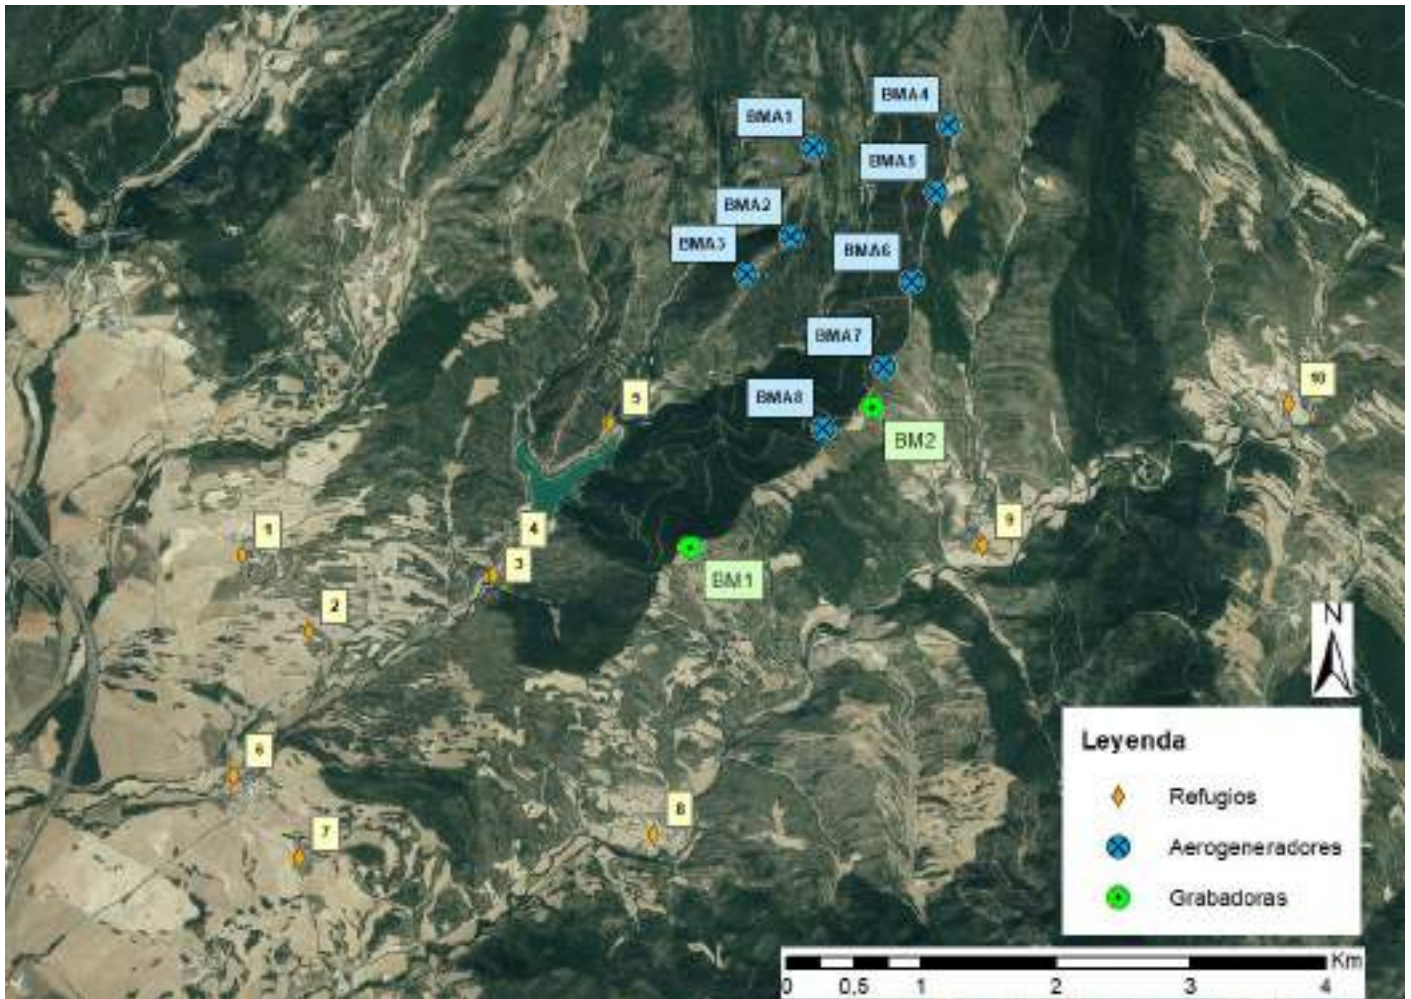 BMA4
BMA1
BMA5
BMA2
BMA3
BMA6
BMA7
10
5
BMA8
BM2
9
1
4
3
BM1
2
N
6
Leyenda
Refugios
8
7
Aerogeneradores
Grabadoras
Km
0 0,5 1 2 3 4